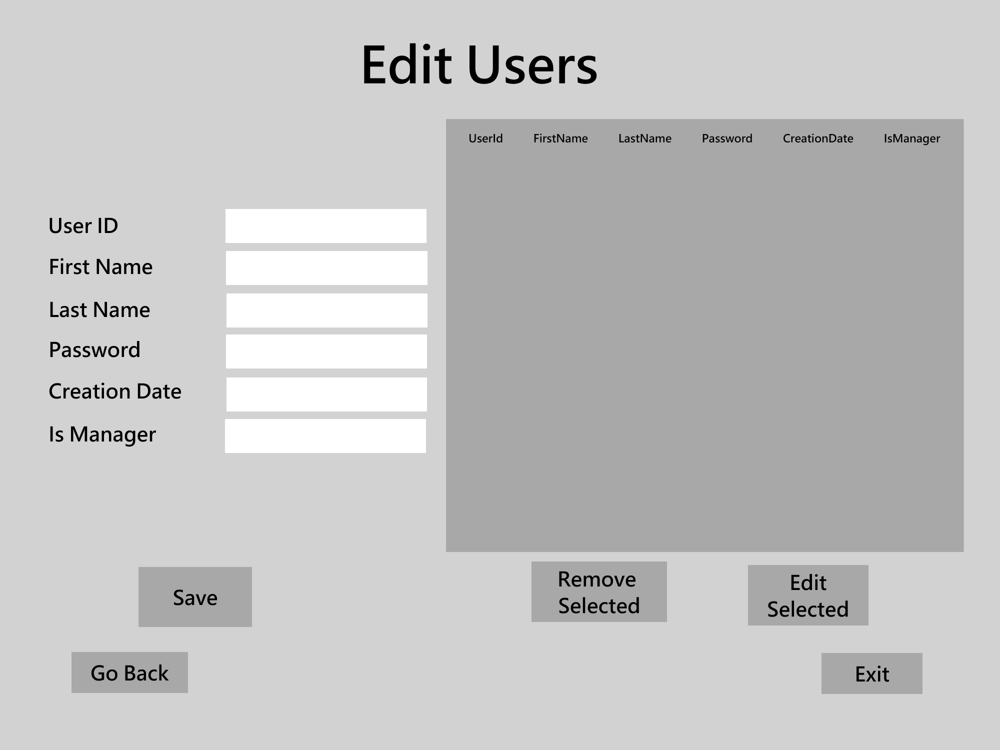 Edit Users
UserId FirstName LastName Password CreationDate IsManager
User ID
First Name
Last Name
Password
Creation Date
Is Manager
Save
Remove
Selected
Edit
Selected
Go Back
Exit